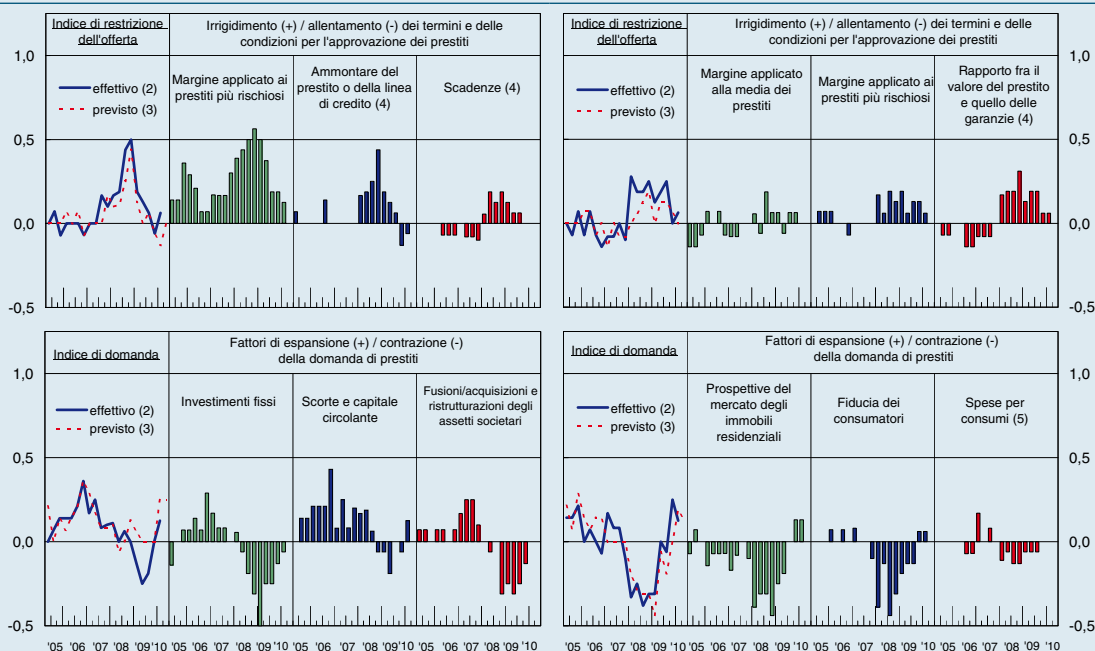 Indice di restrizione
dell'offerta
Irrigidimento (+) / allentamento (-) dei termini e delle
condizioni per l'approvazione dei prestiti
1,0
0,5
0,0
-0,5
effettivo (2)
previsto (3)
Margine applicato ai
prestiti più rischiosi
Ammontare del
prestito o della linea
di credito (4)
Scadenze (4)
Indice di restrizione
dell'offerta
Irrigidimento (+) / allentamento (-) dei termini e delle
condizioni per l'approvazione dei prestiti
effettivo (2)
previsto (3)
Margine applicato
alla media dei
prestiti
Margine applicato ai
prestiti più rischiosi
Rapporto fra il
valore del prestito
e quello delle
garanzie (4)
1,0
0,5
0,0
-0,5
Indice di domanda
Fattori di espansione (+) / contrazione (-)
della domanda di prestiti
1,0
0,5
0,0
-0,5
effettivo (2)
previsto (3)
Investimenti fissi
Scorte e capitale
circolante
Fusioni/acquisizioni e
ristrutturazioni degli
assetti societari
'05 '06 '07 '08 '09 '10 '05 '06 '07 '08 '09 '10 '05 '06 '07 '08 '09 '10 '05 '06 '07 '08 '09 '10
Indice di domanda
Fattori di espansione (+) / contrazione (-)
della domanda di prestiti
effettivo (2)
previsto (3)
Prospettive del
mercato degli
immobili
residenziali
Fiducia dei
consumatori
Spese per
consumi (5)
1,0
0,5
0,0
-0,5
'05 '06 '07 '08 '09 '10 '05 '06 '07 '08 '09 '10 '05 '06 '07 '08 '09 '10 '05 '06 '07 '08 '09 '10